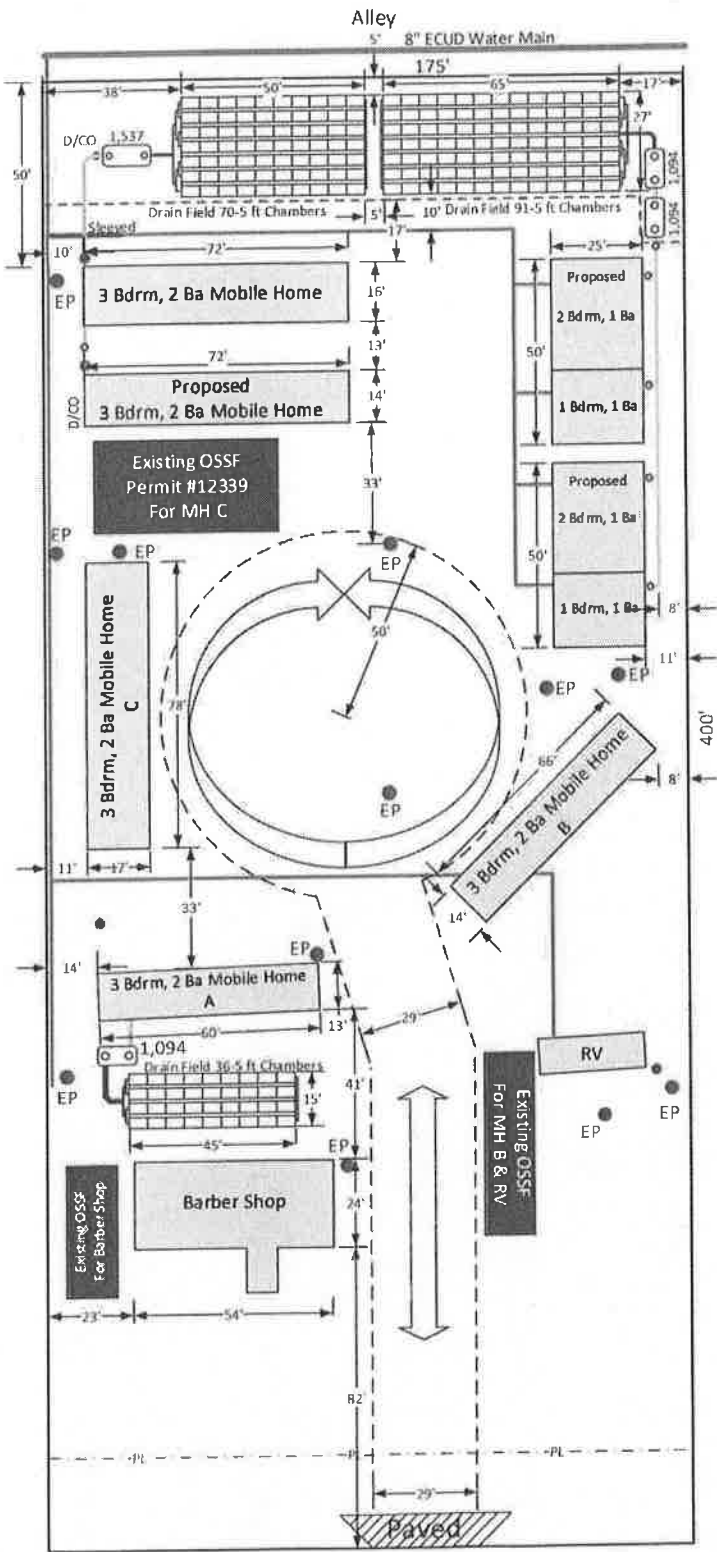 Alley
5' 8" ECUD Water Main
175'
38' 50' 65' 17'
D/CO 1,537
27'
1,094
50'
Drain Field 70-5 ft Chambers 5' 10' Drain Field 91-5 ft Chambers
1,094
Sleeved
17'
10' 72' 25'
EP
3 Bdrm, 2 Ba Mobile Home
16'
Proposed
2 Bdrm, 1 Ba
50'
13'
72'
Proposed
3 Bdrm, 2 Ba Mobile Home
14'
D/CO
1 Bdrm, 1 Ba
Existing OSSF
Permit #12339
For MH C
33'
Proposed
2 Bdrm, 1 Ba
50'
EP
EP
EP
50'
1 Bdrm, 1 Ba
8'
11'
3 Bdrm, 2 Ba Mobile Home
C
78'
EP
EP
400'
66'
8'
EP
3 Bdrm, 2 Ba Mobile Home
B
11' 17'
14'
33'
EP
14'
3 Bdrm, 2 Ba Mobile Home
A
13'
29'
60'
1,094
RV
Drain Field 36-5 ft Chambers
EP
15'
41'
45'
Existing OSSF
For MH B & RV
EP
EP
EP
Barber Shop
24'
Existing OSSF
For Barber Shop
23' 54'
82'
PL PL PL
29'
Paved